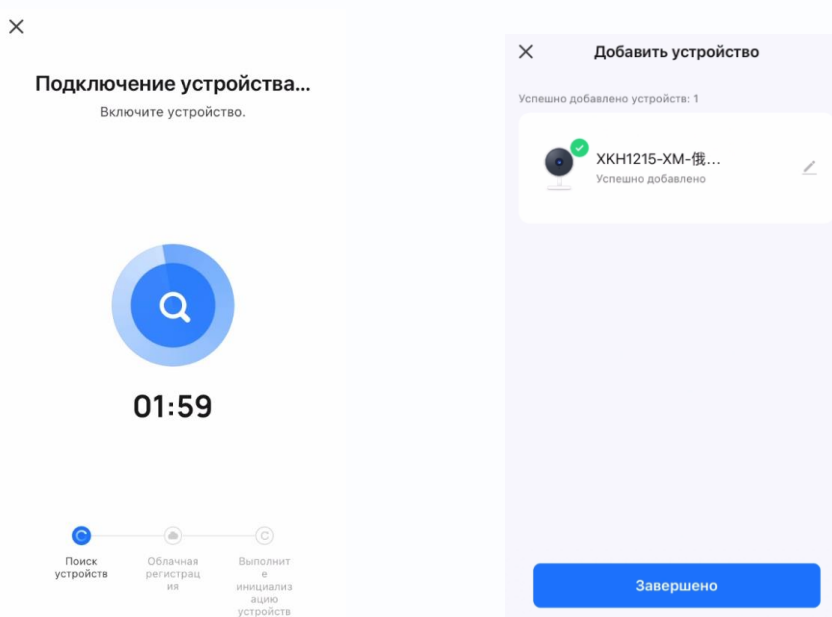 Подключение устройства...
Включите устройство.
01:59
Поиск
устройств
Облачная
регистрац
ия
Выполнит
е
инициализ
ацию
устройств
Добавить устройство
Успешно добавлено устройств: 1
XKH1215-XM-俄...
Успешно добавлено
Завершено